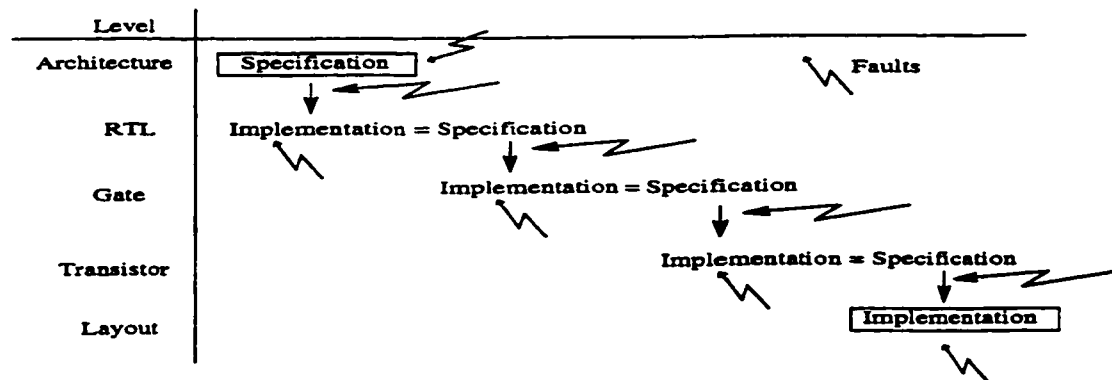 Level
Architecture Specification Faults
RTL Implementation = Specification
Gate Implementation = Specification
Transistor Implementation = Specification
Layout Implementation